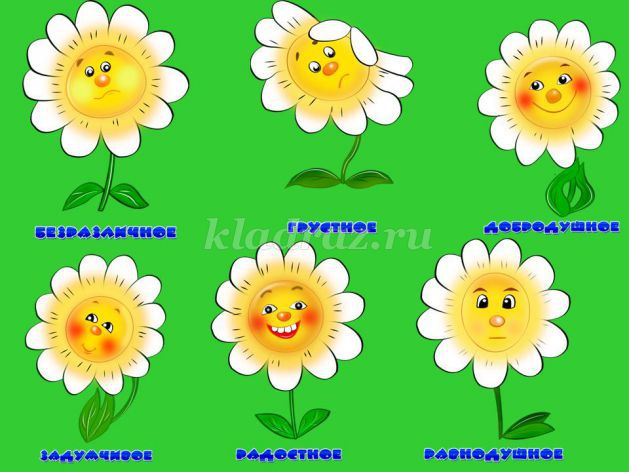 БЕЗРАЗЛИЧНОЕ
ГРУСТНОЕ
ДОБРОДУШНОЕ
kladraz.ru
ЗАДУМЧИВОЕ
РАДОСТНОЕ
РАВНОДУШНОЕ